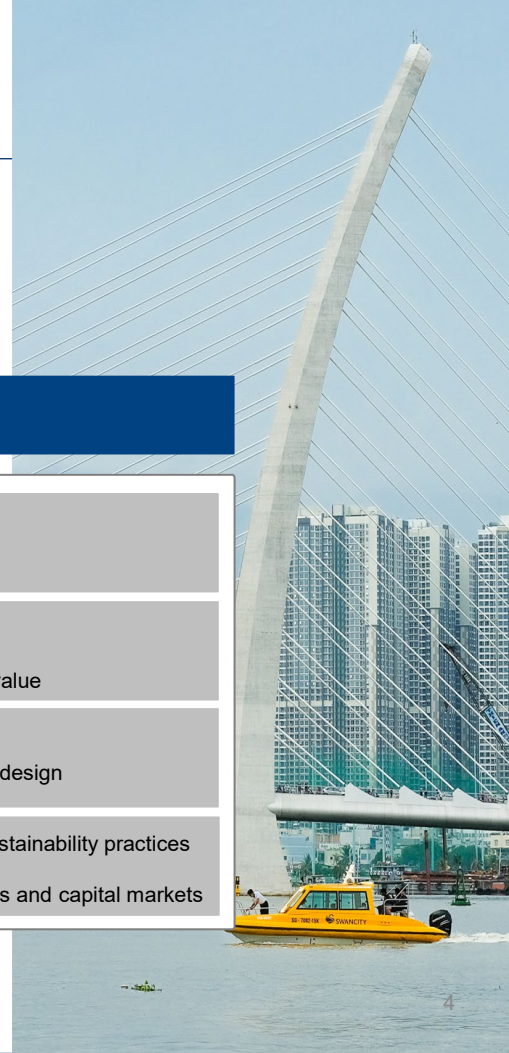 alue
design
stainability practices
s and capital markets
SWANCITY
4